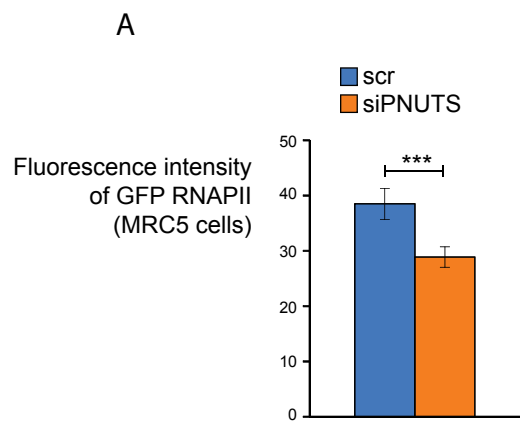 A
scr
siPNUTS
Fluorescence intensity
of GFP RNAPII
(MRC5 cells)
50
40
30
20
10
0
***